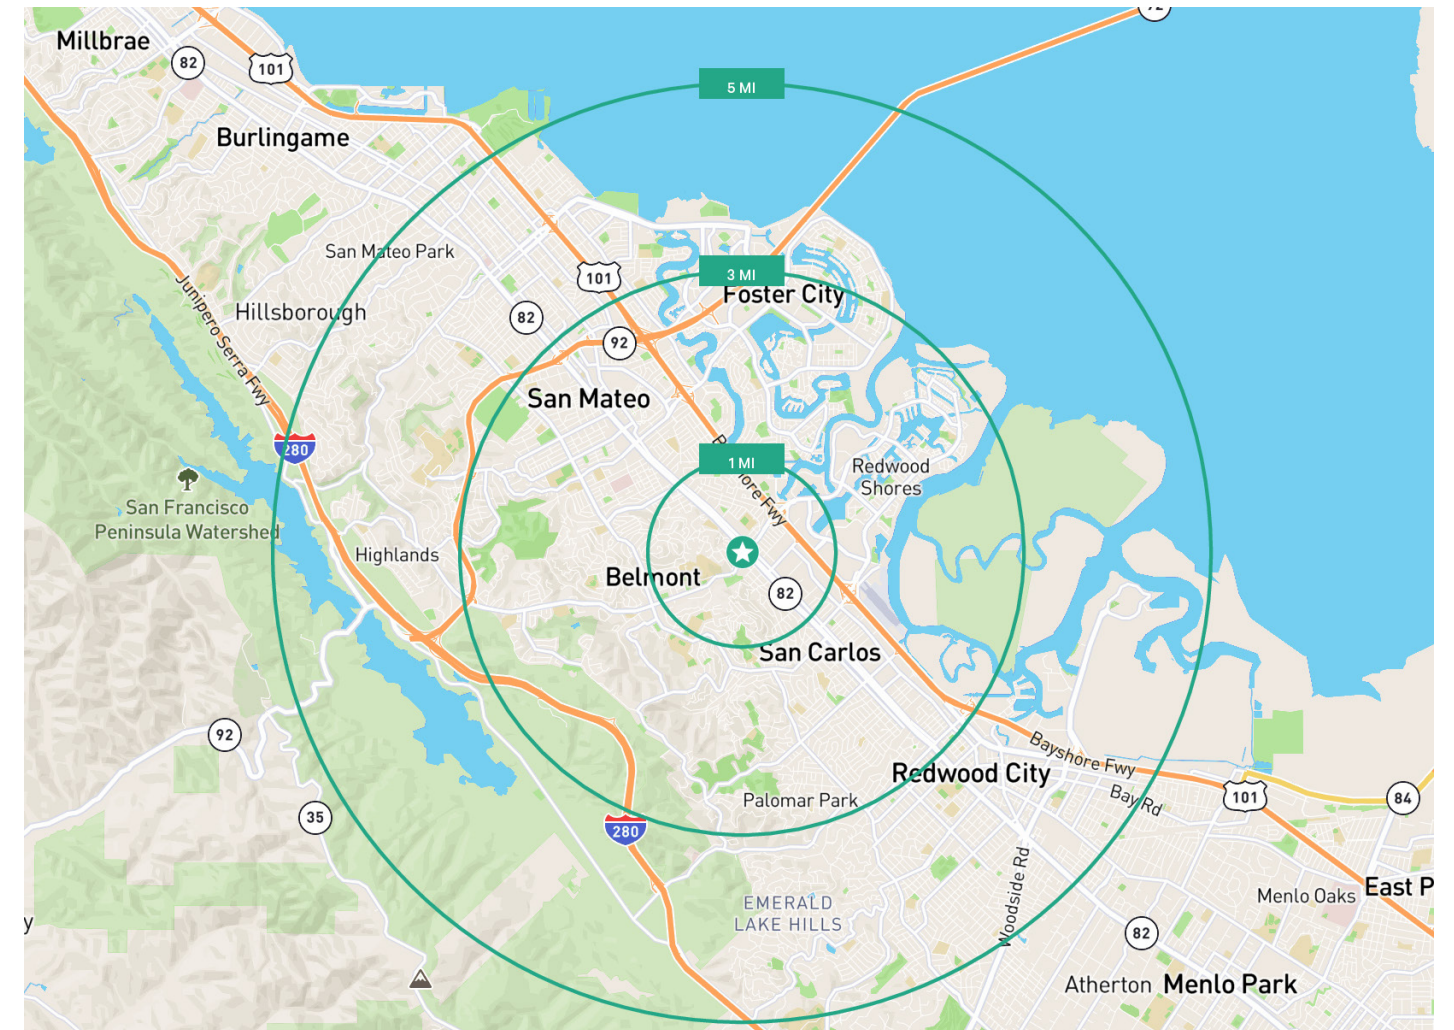 92
Millbrae
82
101
5 MI
Burlingame
San Mateo Park
3 MI
101
Foster City
Junipero Serra Fwy
Hillsborough
82
92
San Mateo
280
1 MI
Redwood
Shores
San Francisco
Peninsula Watershed
Highlands
Belmont
82
San Carlos
92
Bayshore Fwy
Redwood City
Bay Rd
101
84
Palomar Park
35
280
Woodside Rd
EMERALD
LAKE HILLS
Menlo Oaks
East P
y
82
Atherton
Menlo Park